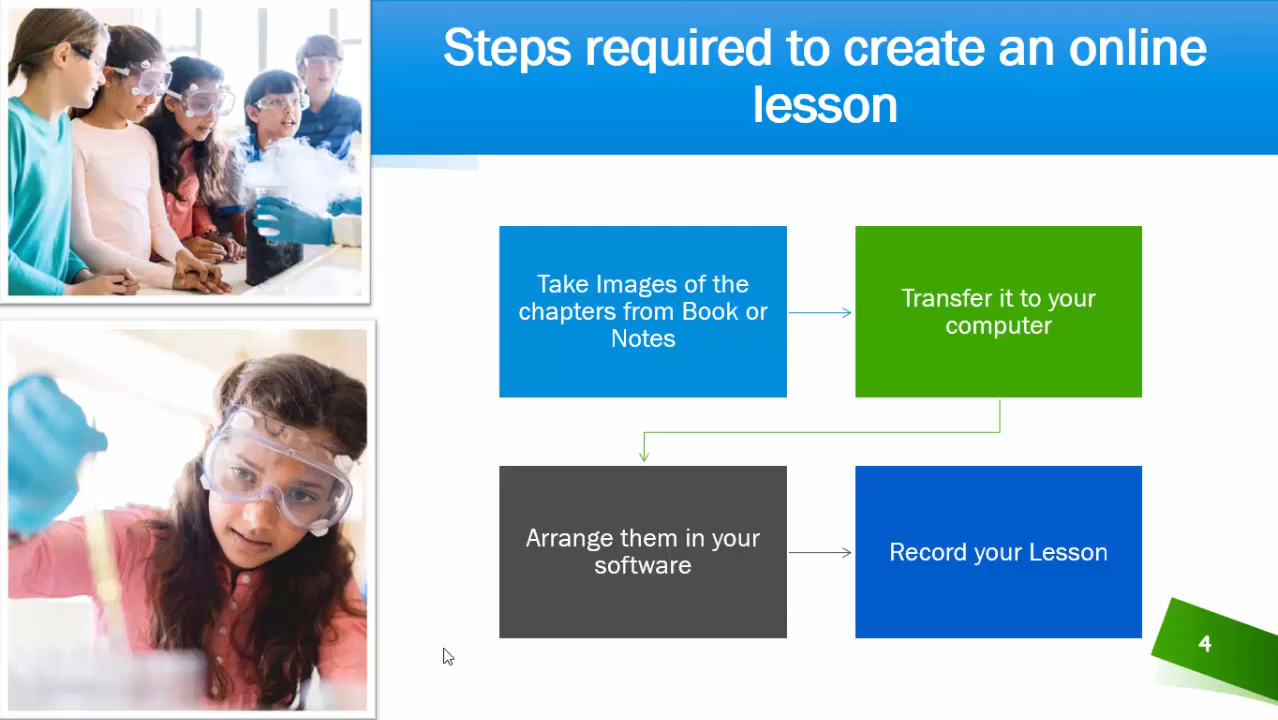 Steps required to create an online
lesson
Take Images of the
chapters from Book or
Notes
Transfer it to your
computer
Arrange them in your
software
Record your Lesson
4